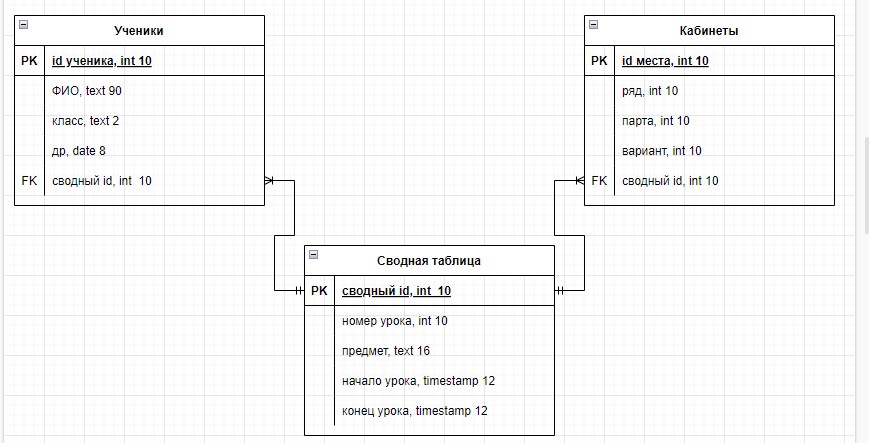 Ученики
PK id ученика, int 10
ФИО, text 90
класс, text 2
др, date 8
FK сводный id, int 10
Кабинеты
PK id места, int 10
ряд, int 10
парта, int 10
вариант, int 10
FK сводный id, int 10
Сводная таблица
PK сводный id, int 10
номер урока, int 10
предмет, text 16
начало урока, timestamp 12
конец урока, timestamp 12